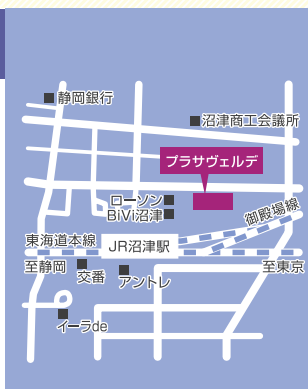 静岡銀行
沼津商工会議所
プラサヴェルデ
ローソン
BiVi沼津
御殿場線
東海道本線
JR沼津駅
至静岡
至東京
交番
アントレ
イーラde